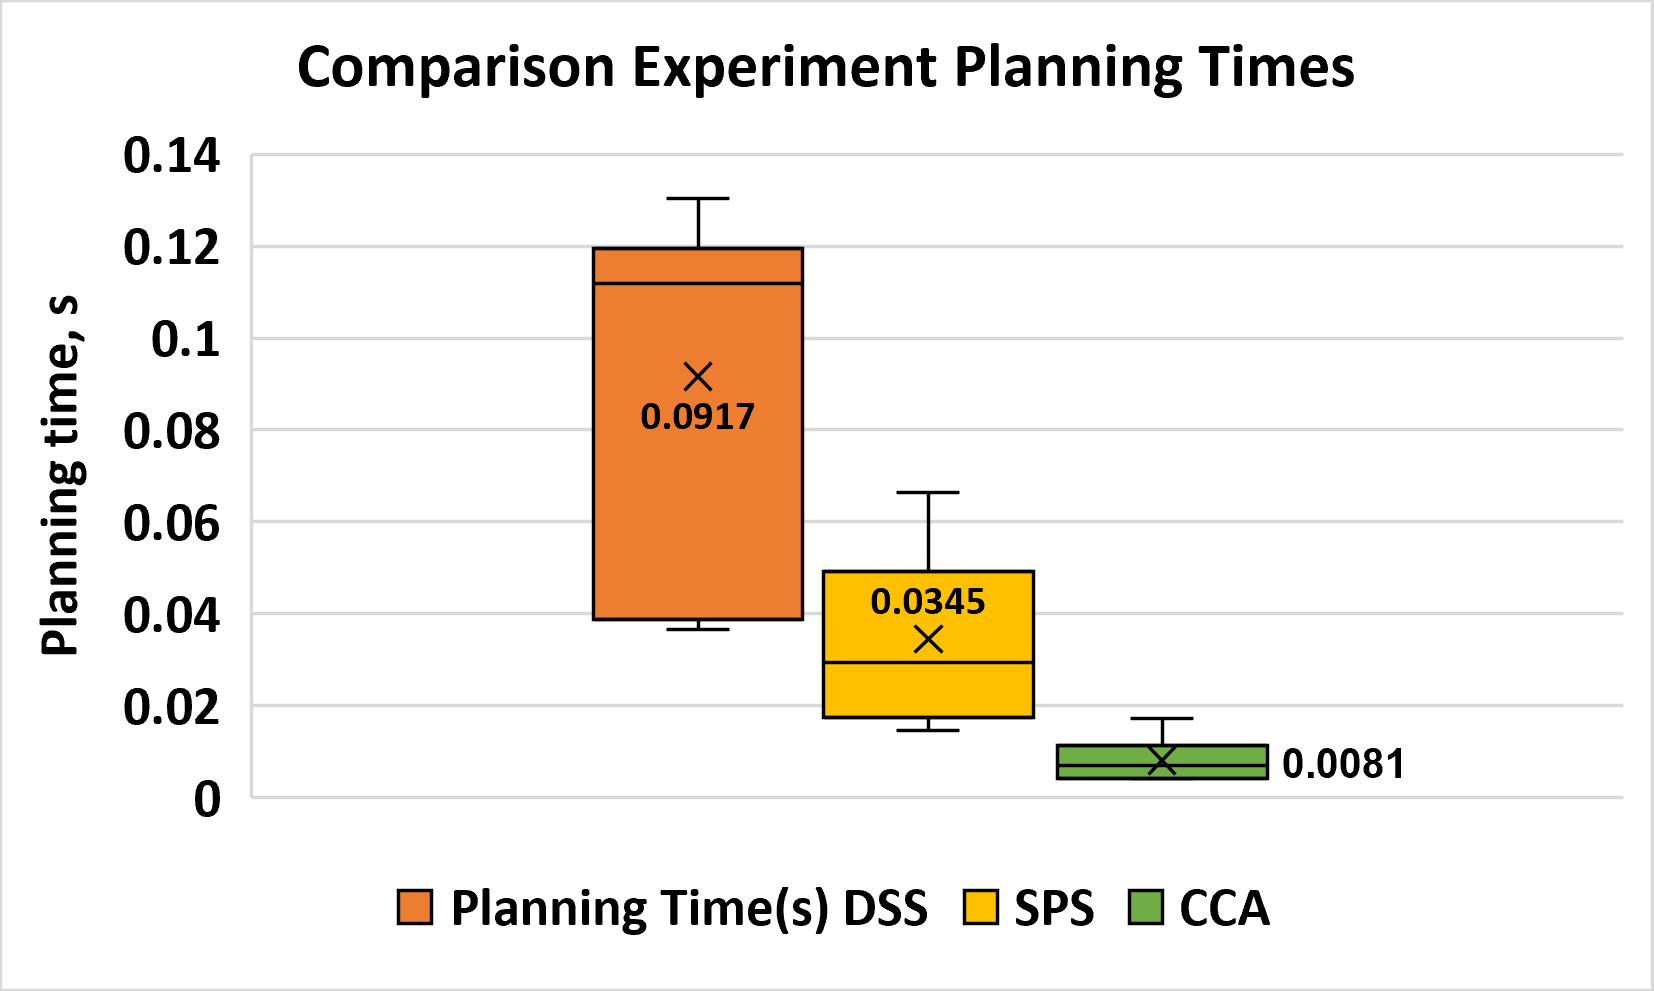 Comparison Experiment Planning Times
Planning time, s
0.14
0.12
0.1
0.08
0.06
0.04
0.02
0
0.0917
0.0345
0.0081
Planning Time(s) DSS
SPS
CCA